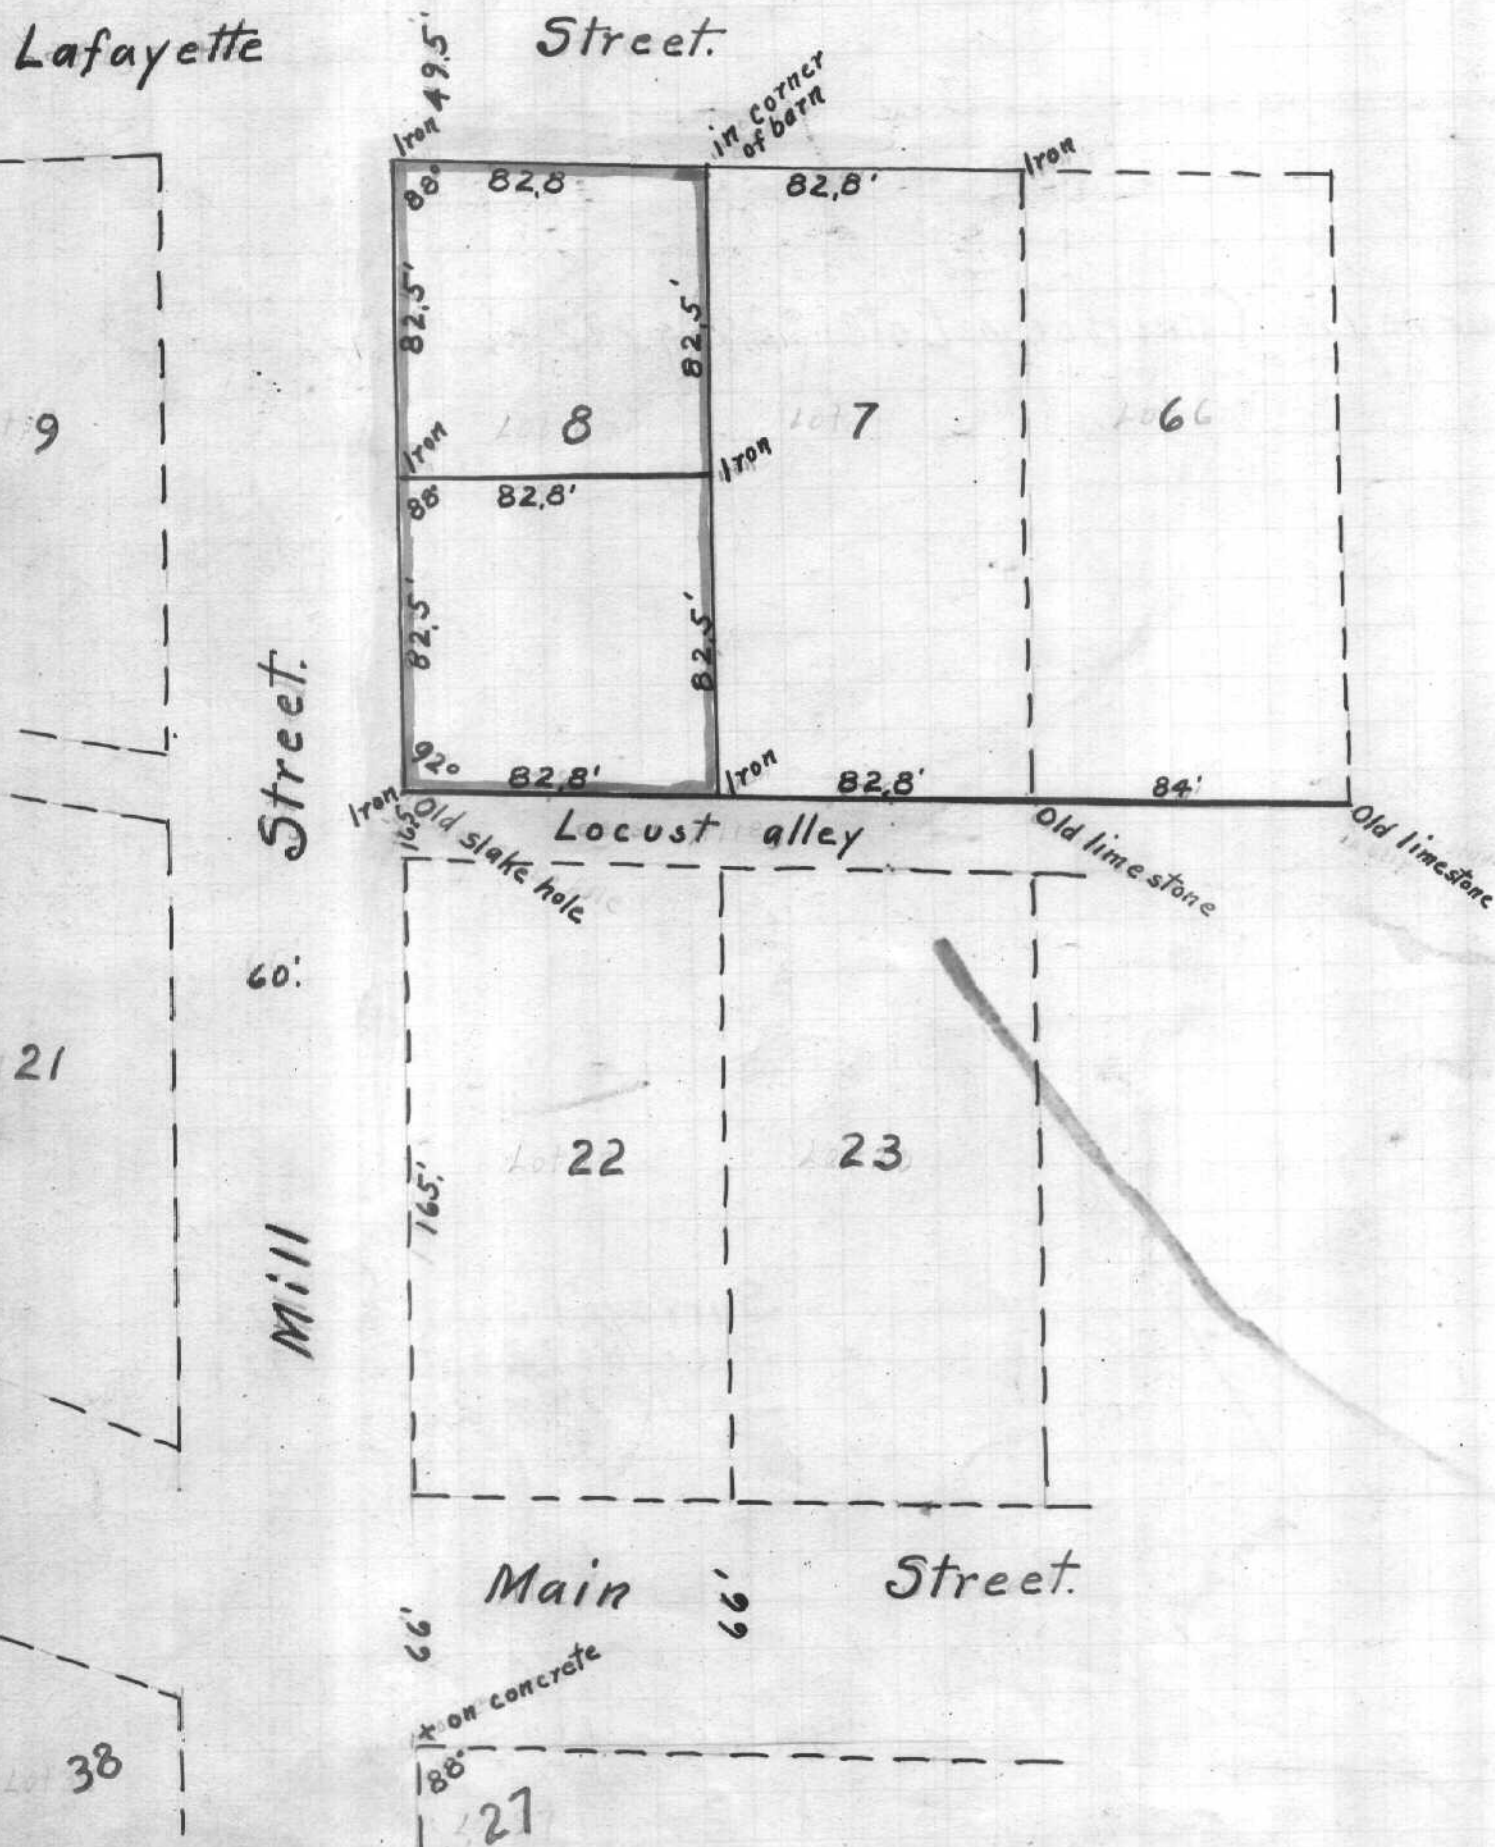 Lafayette Street.
49.5'
Iron
in corner
of barn
Iron
88°
82,8
82,8'
82,5'
82,5'
9
8
7
6
Iron
Iron
88°
82,8'
82,5'
82,5'
Street.
92°
82,8'
Iron
82,8'
84'
Iron
16.5'
Old stake hole
Locust alley
Old limestone
Old limestone
60'.
21
22
23
165'.
Mill
Main Street.
66'
66'
+ on concrete
88°
38
27